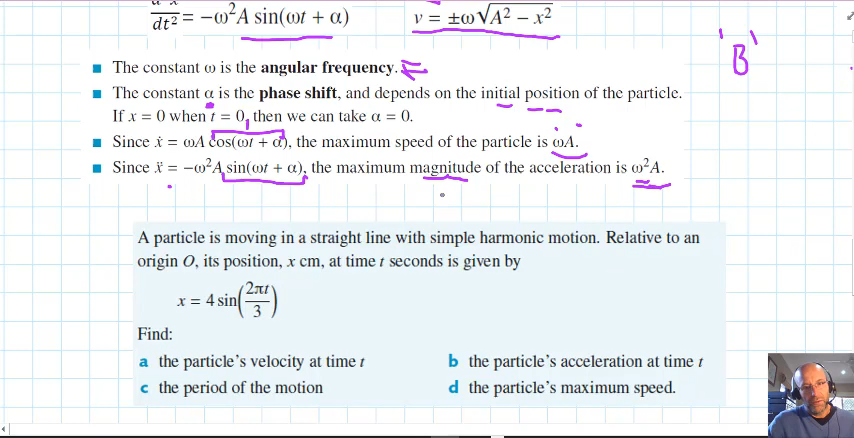 dt² = −ω²A sin(ωt + α) v = ±ω√A² − x²
'B'
■ The constant ω is the angular frequency.
■ The constant α is the phase shift, and depends on the initial position of the particle.
If x = 0 when t = 0, then we can take α = 0.
■ Since ẋ = ωA cos(ωt + α), the maximum speed of the particle is ωA.
■ Since ẍ = −ω²A sin(ωt + α), the maximum magnitude of the acceleration is ω²A.
A particle is moving in a straight line with simple harmonic motion. Relative to an
origin O, its position, x cm, at time t seconds is given by
x = 4 sin(2πt/3)
Find:
a the particle's velocity at time t
b the particle's acceleration at time t
c the period of the motion
d the particle's maximum speed.